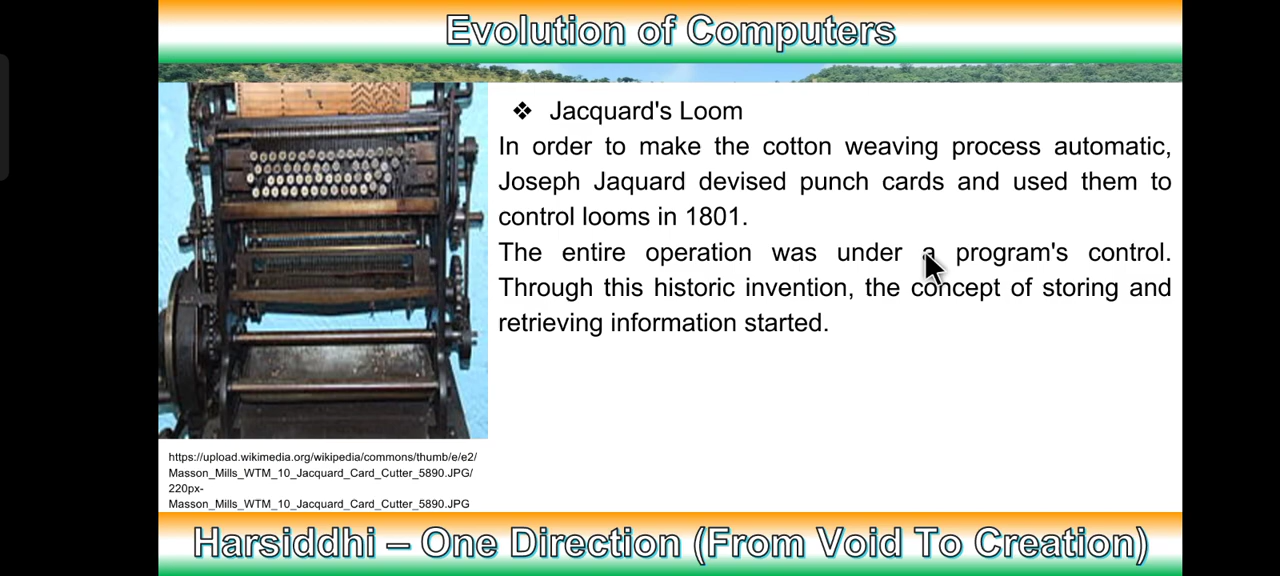 Evolution of Computers
❖ Jacquard's Loom
In order to make the cotton weaving process automatic,
Joseph Jaquard devised punch cards and used them to
control looms in 1801.
The entire operation was under a program's control.
Through this historic invention, the concept of storing and
retrieving information started.
https://upload.wikimedia.org/wikipedia/commons/thumb/e/e2/
Masson_Mills_WTM_10_Jacquard_Card_Cutter_5890.JPG/
220px-
Masson_Mills_WTM_10_Jacquard_Card_Cutter_5890.JPG
Harsiddhi – One Direction (From Void To Creation)